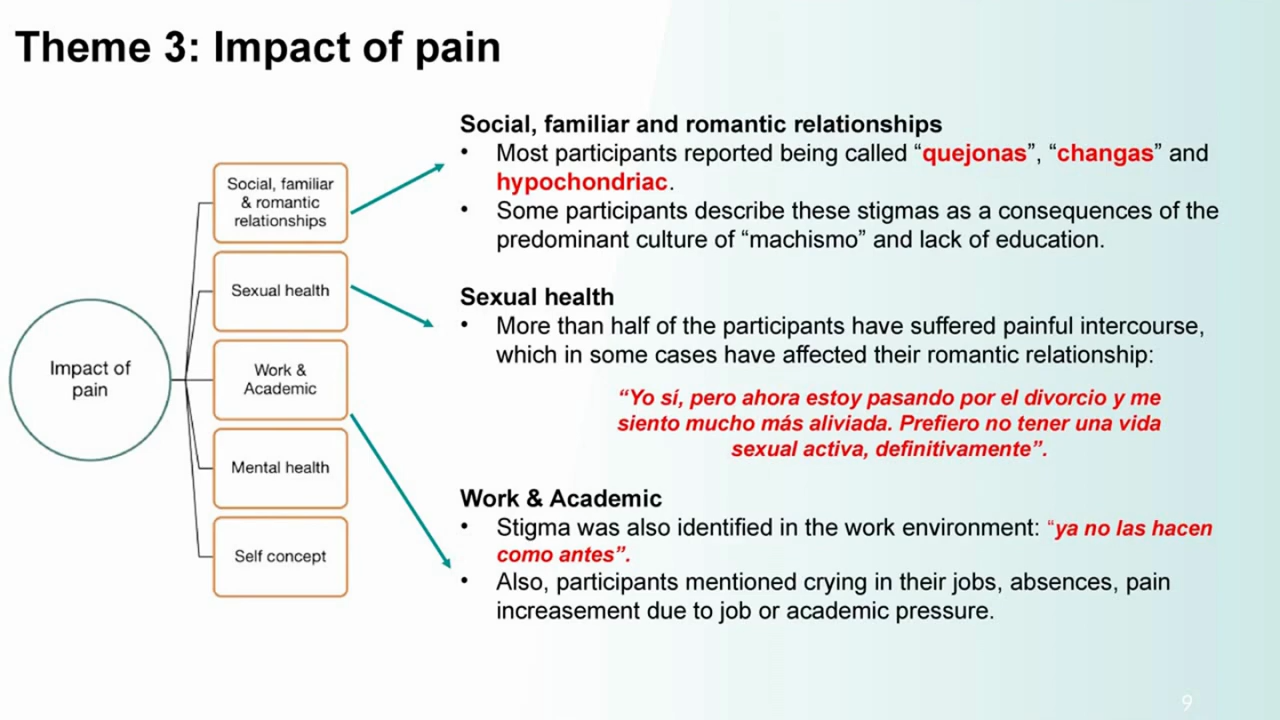 Theme 3: Impact of pain
Impact of
pain
Social, familiar
& romantic
relationships
Sexual health
Work &
Academic
Mental health
Self concept
Social, familiar and romantic relationships
• Most participants reported being called “quejonas”, “changas” and
hypochondriac.
• Some participants describe these stigmas as a consequences of the
predominant culture of “machismo” and lack of education.
Sexual health
• More than half of the participants have suffered painful intercourse,
which in some cases have affected their romantic relationship:
“Yo sí, pero ahora estoy pasando por el divorcio y me
siento mucho más aliviada. Prefiero no tener una vida
sexual activa, definitivamente”.
Work & Academic
• Stigma was also identified in the work environment: “ya no las hacen
como antes”.
• Also, participants mentioned crying in their jobs, absences, pain
increasement due to job or academic pressure.
9